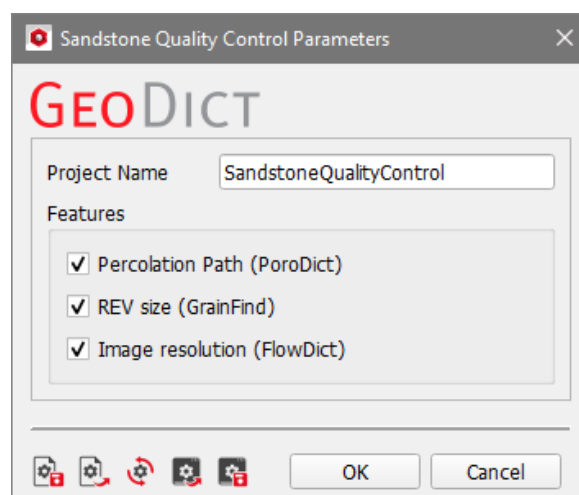 Sandstone Quality Control Parameters
GEODICT
Project Name SandstoneQualityControl
Features
Percolation Path (PoroDict)
REV size (GrainFind)
Image resolution (FlowDict)
OK Cancel